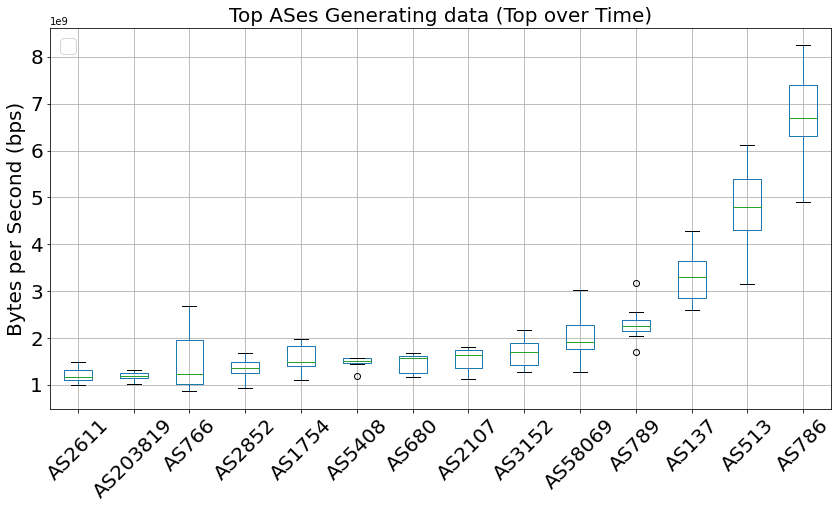 Top ASes Generating data (Top over Time)
1e9
8
7
6
5
4
3
2
1
Bytes per Second (bps)
AS2611
AS203819
AS766
AS2852
AS1754
AS5408
AS680
AS2107
AS3152
AS58069
AS789
AS137
AS513
AS786